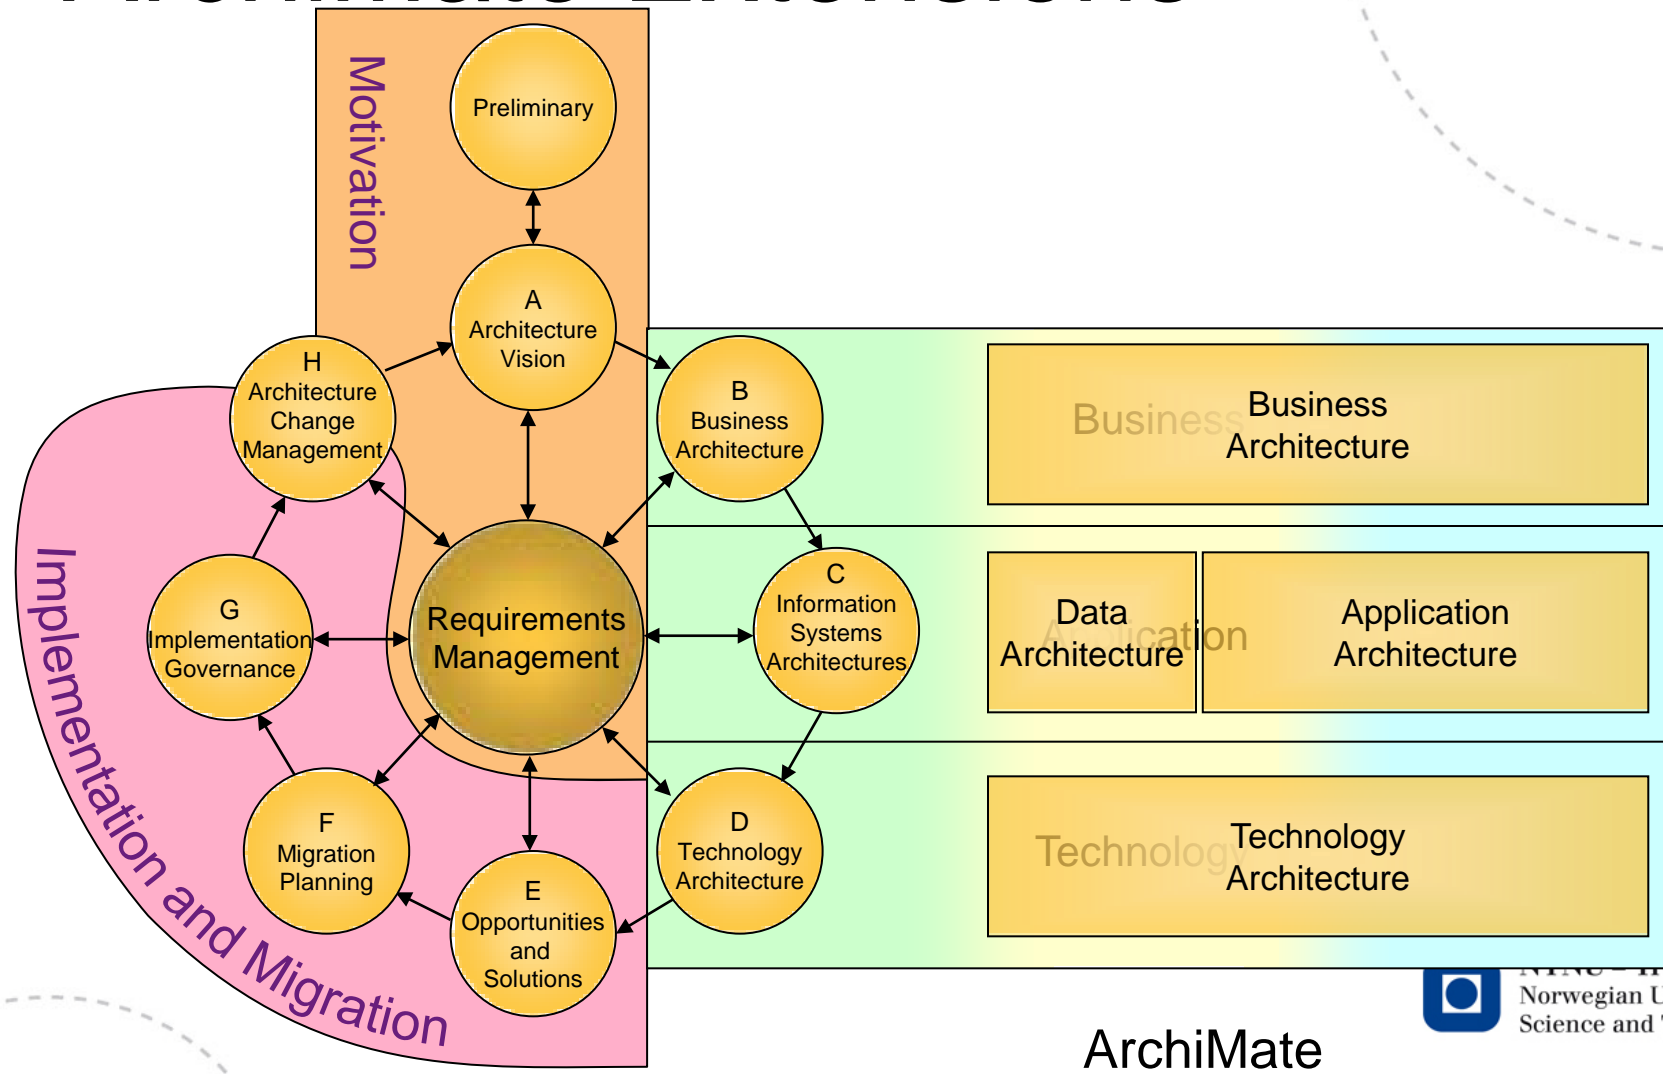 Motivation
Preliminary
A
Architecture
Vision
H
Architecture
Change
Management
B
Business
Architecture
Business
Business
Architecture
Implementation and Migration
G
Implementation
Governance
Requirements
Management
C
Information
Systems
Architectures
Application
Data
Architecture
Application
Architecture
F
Migration
Planning
E
Opportunities
and
Solutions
D
Technology
Architecture
Technology
Technology
Architecture
Norwegian
Science and
ArchiMate